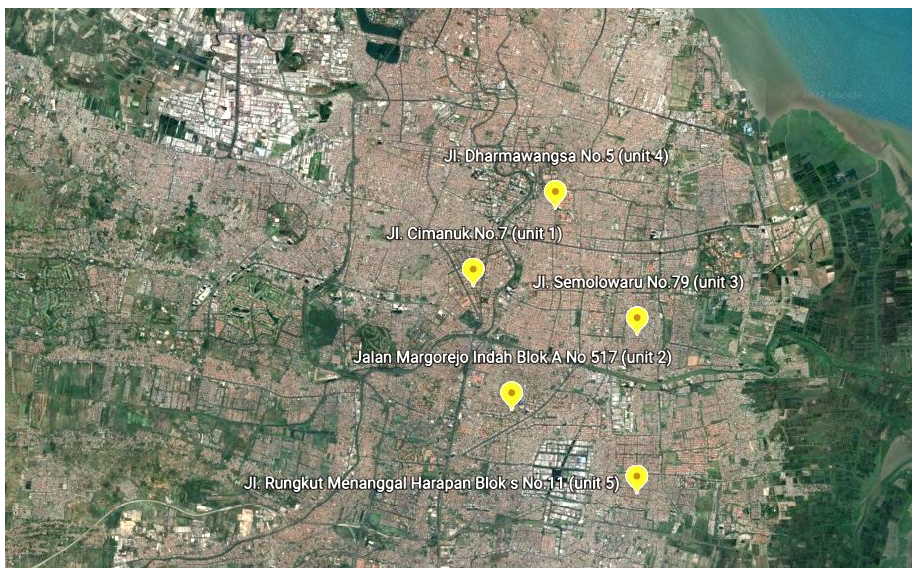 Jl. Dharmawangsa No.5 (unit 4)
Jl. Cimanuk No.7 (unit 1)
Jl. Semolowaru No.79 (unit 3)
Jalan Margorejo Indah Blok A No 517 (unit 2)
Jl. Rungkut Menanggal Harapan Blok s No.11 (unit 5)